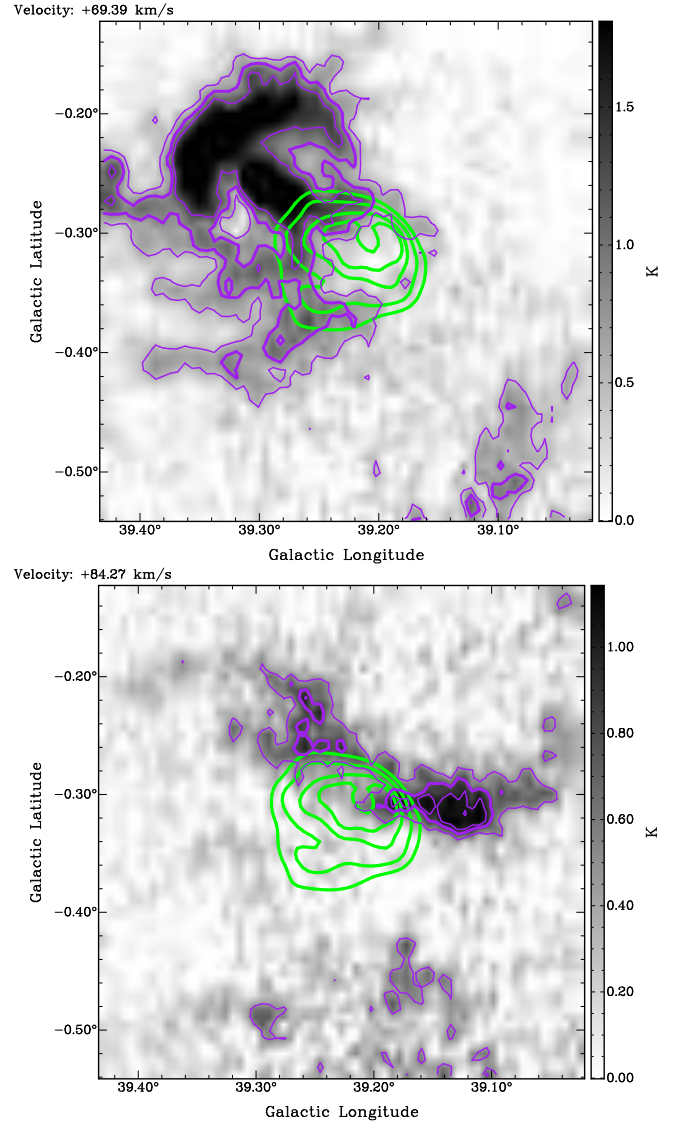 Velocity: +69.39 km/s
Galactic Latitude
−0.20°
−0.30°
−0.40°
−0.50°
39.40° 39.30° 39.20° 39.10°
Galactic Longitude
1.5
1.0
0.5
0.0
K
Velocity: +84.27 km/s
Galactic Latitude
−0.20°
−0.30°
−0.40°
−0.50°
39.40° 39.30° 39.20° 39.10°
Galactic Longitude
1.00
0.80
0.60
0.40
0.20
0.00
K